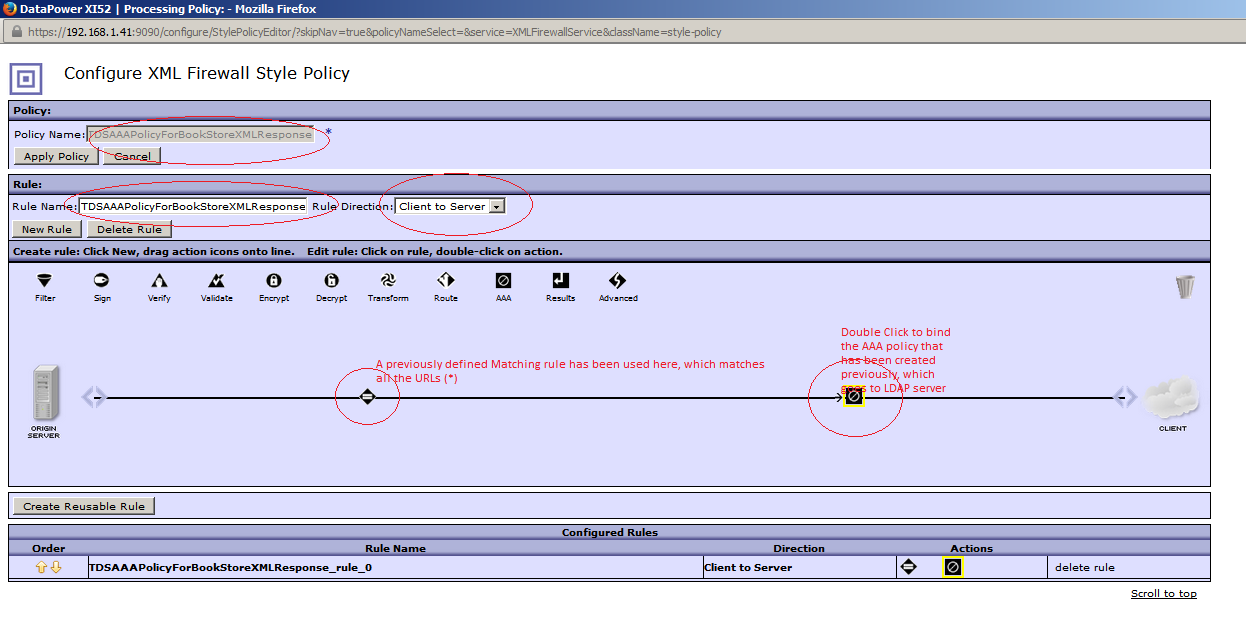 DataPower XI52 | Processing Policy: - Mozilla Firefox
https://192.168.1.41:9090/configure/StylePolicyEditor/?skipNav=true&policyNameSelect=&service=XMLFirewallService&className=style-policy
Configure XML Firewall Style Policy
Policy:
Policy Name: TDSAAAPolicyForBookStoreXMLResponse *
Apply Policy Cancel
Rule:
Rule Name: TDSAAAPolicyForBookStoreXMLResponse Rule Direction: Client to Server
New Rule Delete Rule
Create rule: Click New, drag action icons onto line. Edit rule: Click on rule, double-click on action.
Filter Sign Verify Validate Encrypt Decrypt Transform Route AAA Results Advanced
A previously defined Matching rule has been used here, which matches
all the URLs (*)
Double Click to bind
the AAA policy that
has been created
previously, which
goes to LDAP server
ORIGIN
SERVER
CLIENT
Create Reusable Rule
Configured Rules
Order Rule Name Direction Actions
TDSAAAPolicyForBookStoreXMLResponse_rule_0 Client to Server delete rule
Scroll to top